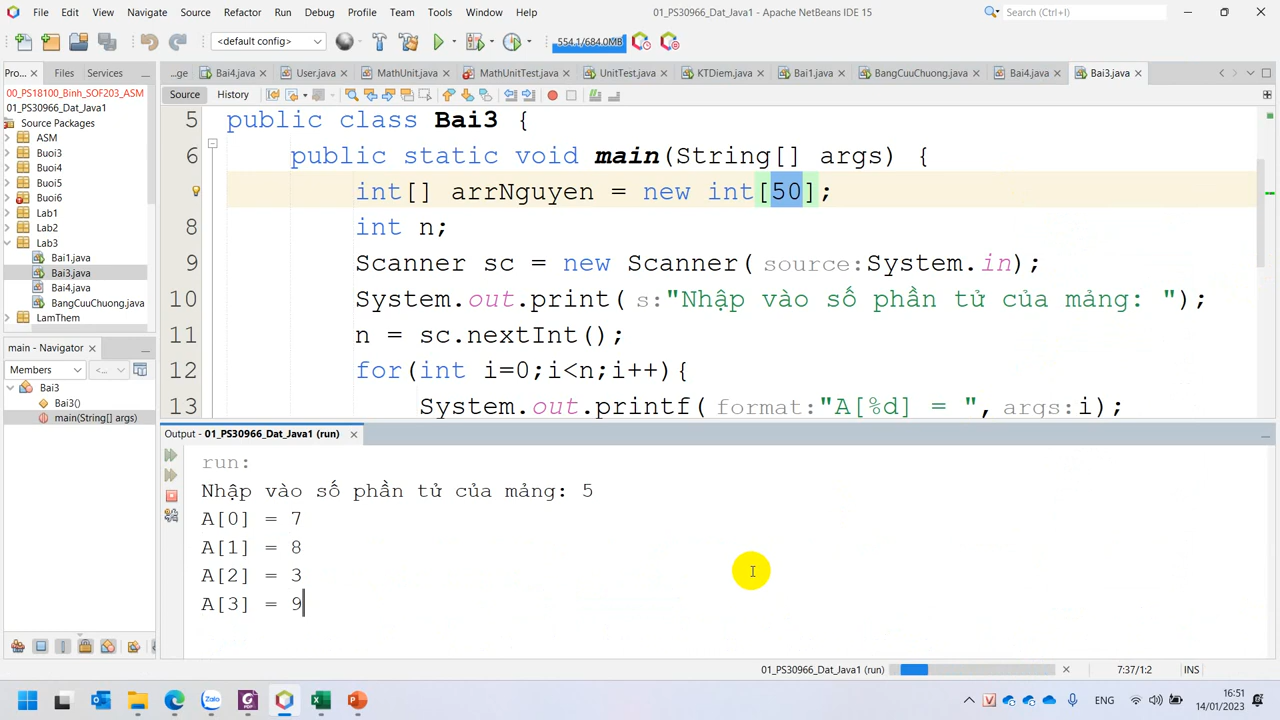 File Edit View Navigate Source Refactor Run Debug Profile Team Tools Window Help 01_PS30966_Dat_Java1 - Apache NetBeans IDE 15 Search (Ctrl+I)
<default config> 554.1/684.0MB
Pro... Files Services ...ge Bai4.java User.java MathUnit.java MathUnitTest.java UnitTest.java KTDiem.java Bai1.java BangCuuChuong.java Bai4.java Bai3.java
00_PS18100_Binh_SOF203_ASM
01_PS30966_Dat_Java1
Source Packages
ASM
Buoi3
Buoi4
Buoi5
Buoi6
Lab1
Lab2
Lab3
Bai1.java
Bai3.java
Bai4.java
BangCuuChuong.java
LamThem
Source History
5 public class Bai3 {
6 public static void main(String[] args) {
int[] arrNguyen = new int[50];
8 int n;
9 Scanner sc = new Scanner(source:System.in);
10 System.out.print(s:"Nhập vào số phần tử của mảng: ");
11 n = sc.nextInt();
12 for(int i=0;i<n;i++){
13 System.out.printf(format:"A[%d] = ", args:i);
main - Navigator
Members <...
Bai3
Bai3()
main(String[] args)
Output - 01_PS30966_Dat_Java1 (run)
run:
Nhập vào số phần tử của mảng: 5
A[0] = 7
A[1] = 8
A[2] = 3
A[3] = 9
01_PS30966_Dat_Java1 (run) 7:37/1:2 INS
Zalo ENG 16:51
14/01/2023